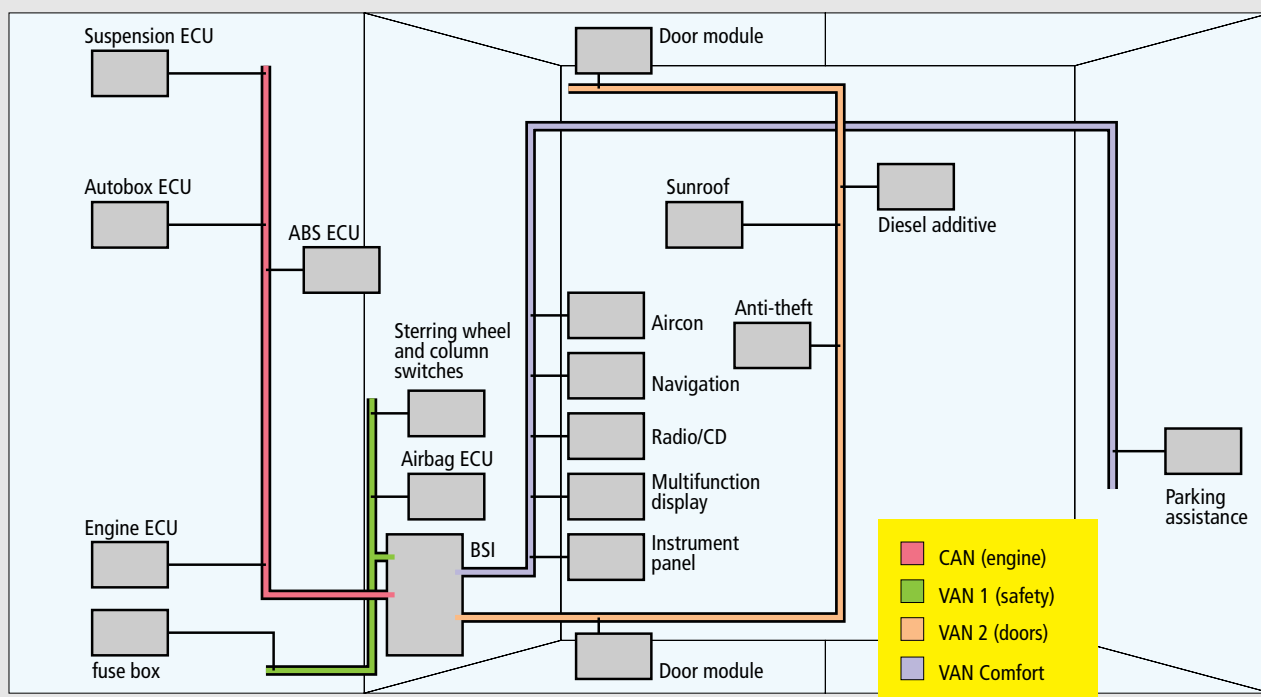 Suspension ECU
Door module
Autobox ECU
Sunroof
Diesel additive
ABS ECU
Sterring wheel
and column
switches
Aircon
Anti-theft
Navigation
Radio/CD
Airbag ECU
Multifunction
display
Parking
assistance
Engine ECU
BSI
Instrument
panel
fuse box
Door module
CAN (engine)
VAN 1 (safety)
VAN 2 (doors)
VAN Comfort